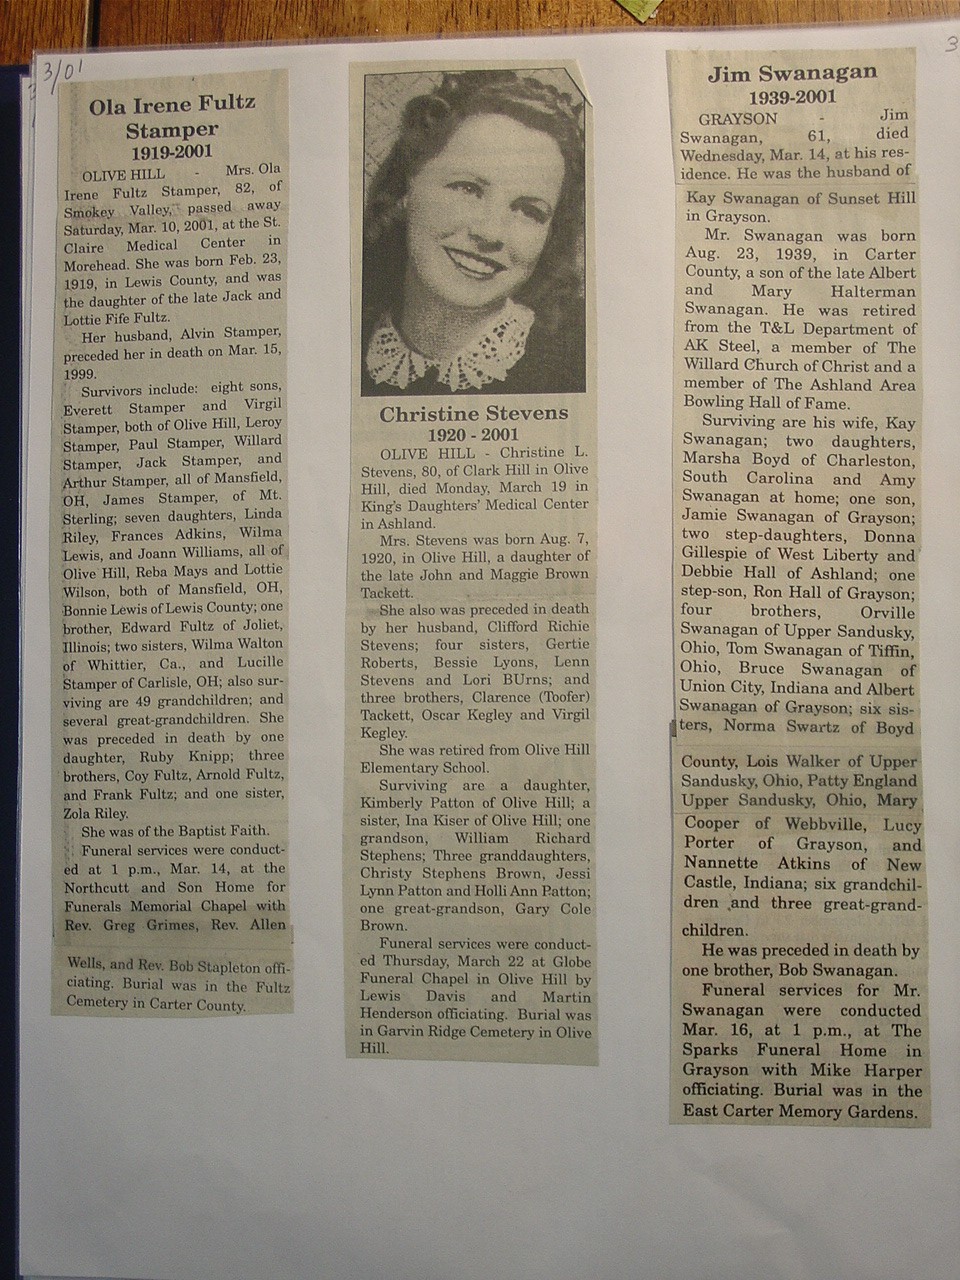 3/01
3
Ola Irene Fultz
Stamper
1919-2001
OLIVE HILL - Mrs. Ola
Irene Fultz Stamper, 82, of
Smokey Valley, passed away
Saturday, Mar. 10, 2001, at the St.
Claire Medical Center in
Morehead. She was born Feb. 23,
1919, in Lewis County, and was
the daughter of the late Jack and
Lottie Fife Fultz.
Her husband, Alvin Stamper,
preceded her in death on Mar. 15,
1999.
Survivors include: eight sons,
Everett Stamper and Virgil
Stamper, both of Olive Hill, Leroy
Stamper, Paul Stamper, Willard
Stamper, Jack Stamper, and
Arthur Stamper, all of Mansfield,
OH, James Stamper, of Mt.
Sterling; seven daughters, Linda
Riley, Frances Adkins, Wilma
Lewis, and Joann Williams, all of
Olive Hill, Reba Mays and Lottie
Wilson, both of Mansfield, OH,
Bonnie Lewis of Lewis County; one
brother, Edward Fultz of Joliet,
Illinois; two sisters, Wilma Walton
of Whittier, Ca., and Lucille
Stamper of Carlisle, OH; also sur-
viving are 49 grandchildren; and
several great-grandchildren. She
was preceded in death by one
daughter, Ruby Knipp; three
brothers, Coy Fultz, Arnold Fultz,
and Frank Fultz; and one sister,
Zola Riley.
She was of the Baptist Faith.
Funeral services were conduct-
ed at 1 p.m., Mar. 14, at the
Northcutt and Son Home for
Funerals Memorial Chapel with
Rev. Greg Grimes, Rev. Allen
Wells, and Rev. Bob Stapleton offi-
ciating. Burial was in the Fultz
Cemetery in Carter County.
Christine Stevens
1920 - 2001
OLIVE HILL - Christine L.
Stevens, 80, of Clark Hill in Olive
Hill, died Monday, March 19 in
King's Daughters' Medical Center
in Ashland.
Mrs. Stevens was born Aug. 7,
1920, in Olive Hill, a daughter of
the late John and Maggie Brown
Tackett.
She also was preceded in death
by her husband, Clifford Richie
Stevens; four sisters, Gertie
Roberts, Bessie Lyons, Lenn
Stevens and Lori BUrns; and
three brothers, Clarence (Toofer)
Tackett, Oscar Kegley and Virgil
Kegley.
She was retired from Olive Hill
Elementary School.
Surviving are a daughter,
Kimberly Patton of Olive Hill; a
sister, Ina Kiser of Olive Hill; one
grandson, William Richard
Stephens; Three granddaughters,
Christy Stephens Brown, Jessi
Lynn Patton and Holli Ann Patton;
one great-grandson, Gary Cole
Brown.
Funeral services were conduct-
ed Thursday, March 22 at Globe
Funeral Chapel in Olive Hill by
Lewis Davis and Martin
Henderson officiating. Burial was
in Garvin Ridge Cemetery in Olive
Hill.
Jim Swanagan
1939-2001
GRAYSON - Jim
Swanagan, 61, died
Wednesday, Mar. 14, at his res-
idence. He was the husband of
Kay Swanagan of Sunset Hill
in Grayson.
Mr. Swanagan was born
Aug. 23, 1939, in Carter
County, a son of the late Albert
and Mary Halterman
Swanagan. He was retired
from the T&L Department of
AK Steel, a member of The
Willard Church of Christ and a
member of The Ashland Area
Bowling Hall of Fame.
Surviving are his wife, Kay
Swanagan; two daughters,
Marsha Boyd of Charleston,
South Carolina and Amy
Swanagan at home; one son,
Jamie Swanagan of Grayson;
two step-daughters, Donna
Gillespie of West Liberty and
Debbie Hall of Ashland; one
step-son, Ron Hall of Grayson;
four brothers, Orville
Swanagan of Upper Sandusky,
Ohio, Tom Swanagan of Tiffin,
Ohio, Bruce Swanagan of
Union City, Indiana and Albert
Swanagan of Grayson; six sis-
ters, Norma Swartz of Boyd
County, Lois Walker of Upper
Sandusky, Ohio, Patty England
Upper Sandusky, Ohio, Mary
Cooper of Webbville, Lucy
Porter of Grayson, and
Nannette Atkins of New
Castle, Indiana; six grandchil-
dren and three great-grand-
children.
He was preceded in death by
one brother, Bob Swanagan.
Funeral services for Mr.
Swanagan were conducted
Mar. 16, at 1 p.m., at The
Sparks Funeral Home in
Grayson with Mike Harper
officiating. Burial was in the
East Carter Memory Gardens.